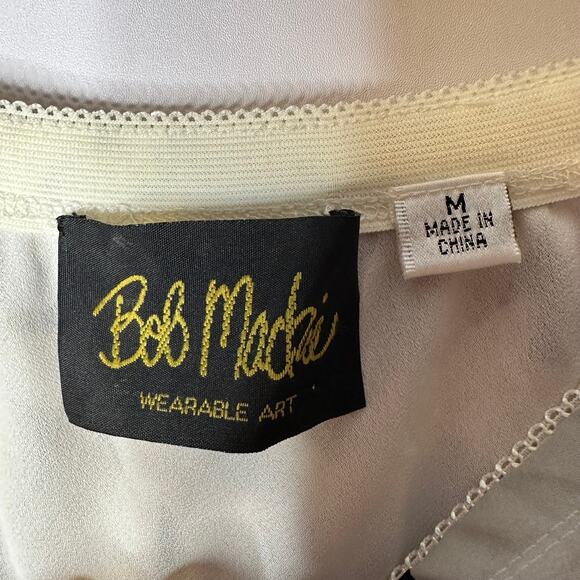 Bob Mackie
WEARABLE ART
M
MADE IN
CHINA